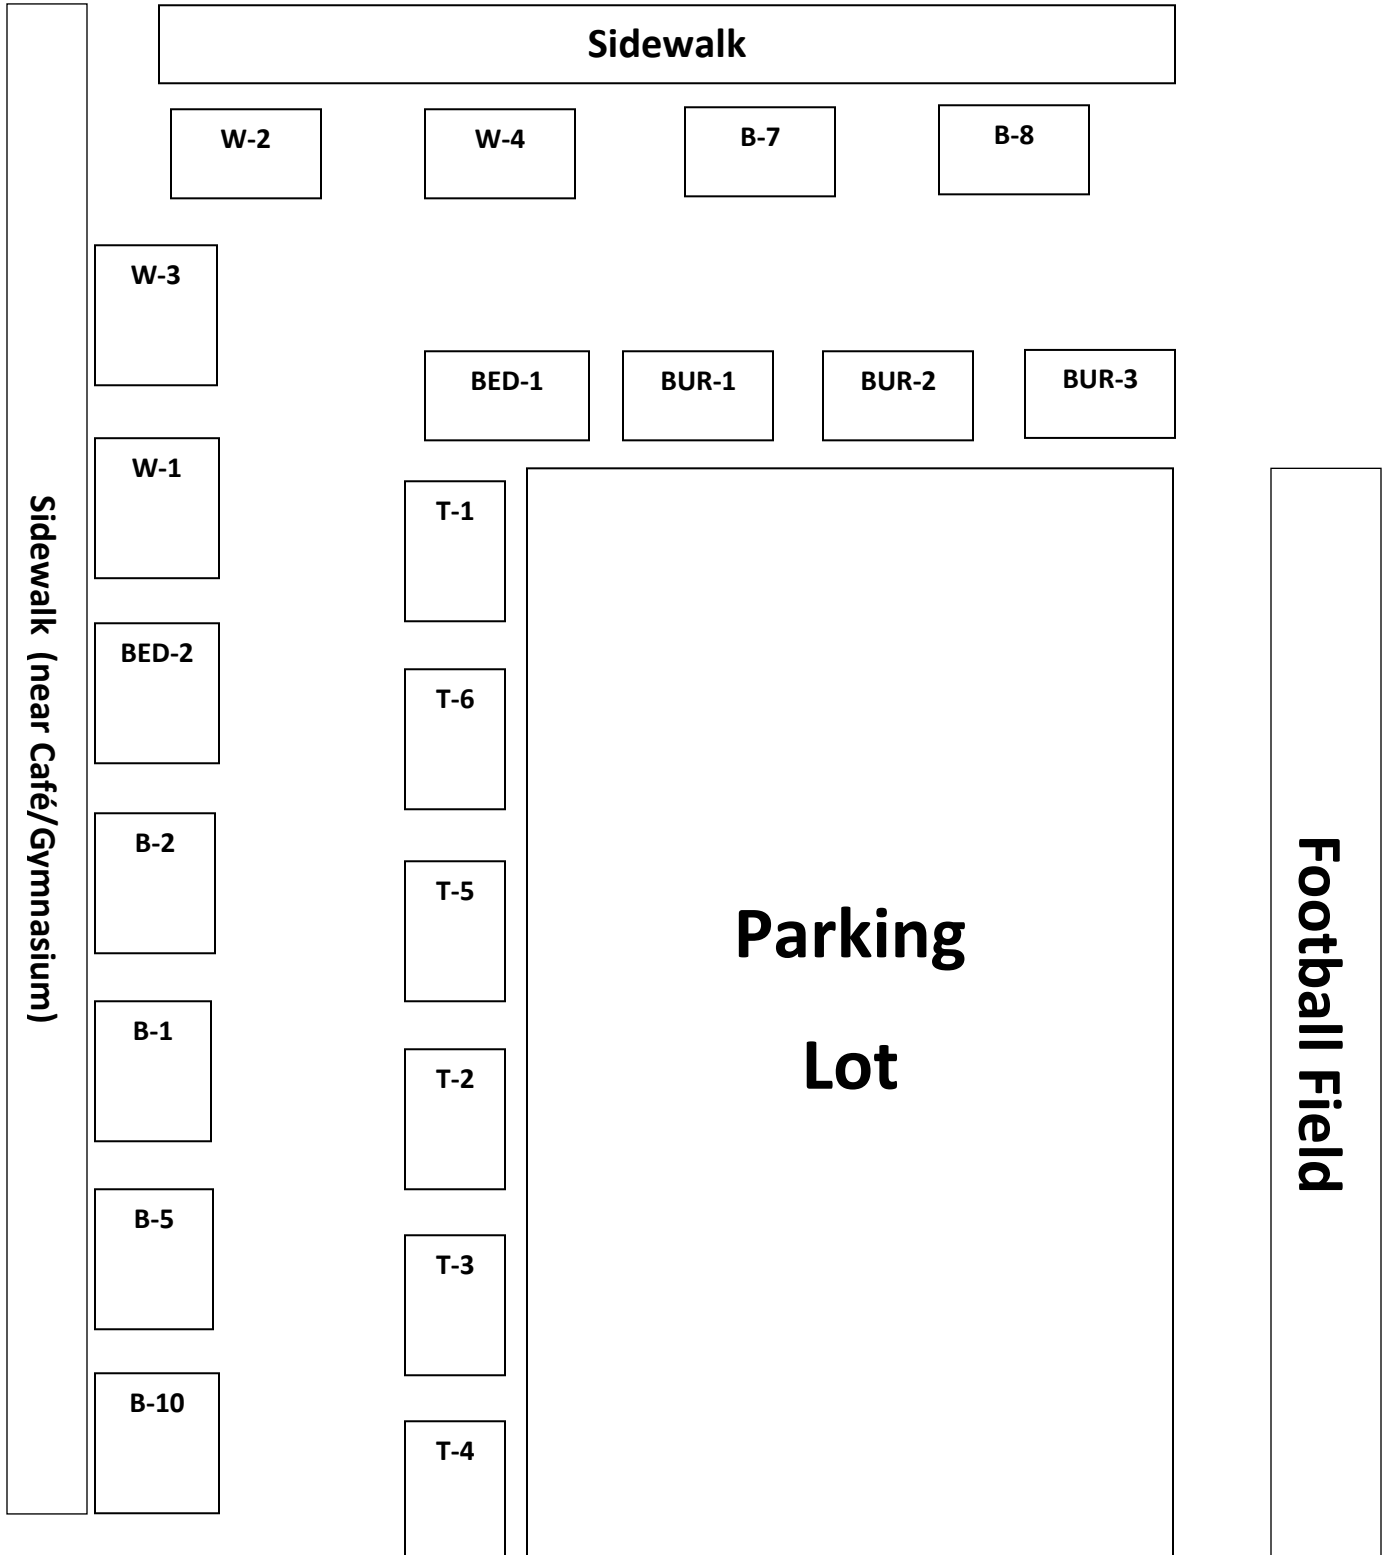 Sidewalk
W-2
W-4
B-7
B-8
W-3
BED-1
BUR-1
BUR-2
BUR-3
W-1
T-1
Sidewalk (near Café/Gymnasium)
BED-2
T-6
B-2
T-5
Parking
Lot
Football Field
B-1
T-2
B-5
T-3
B-10
T-4